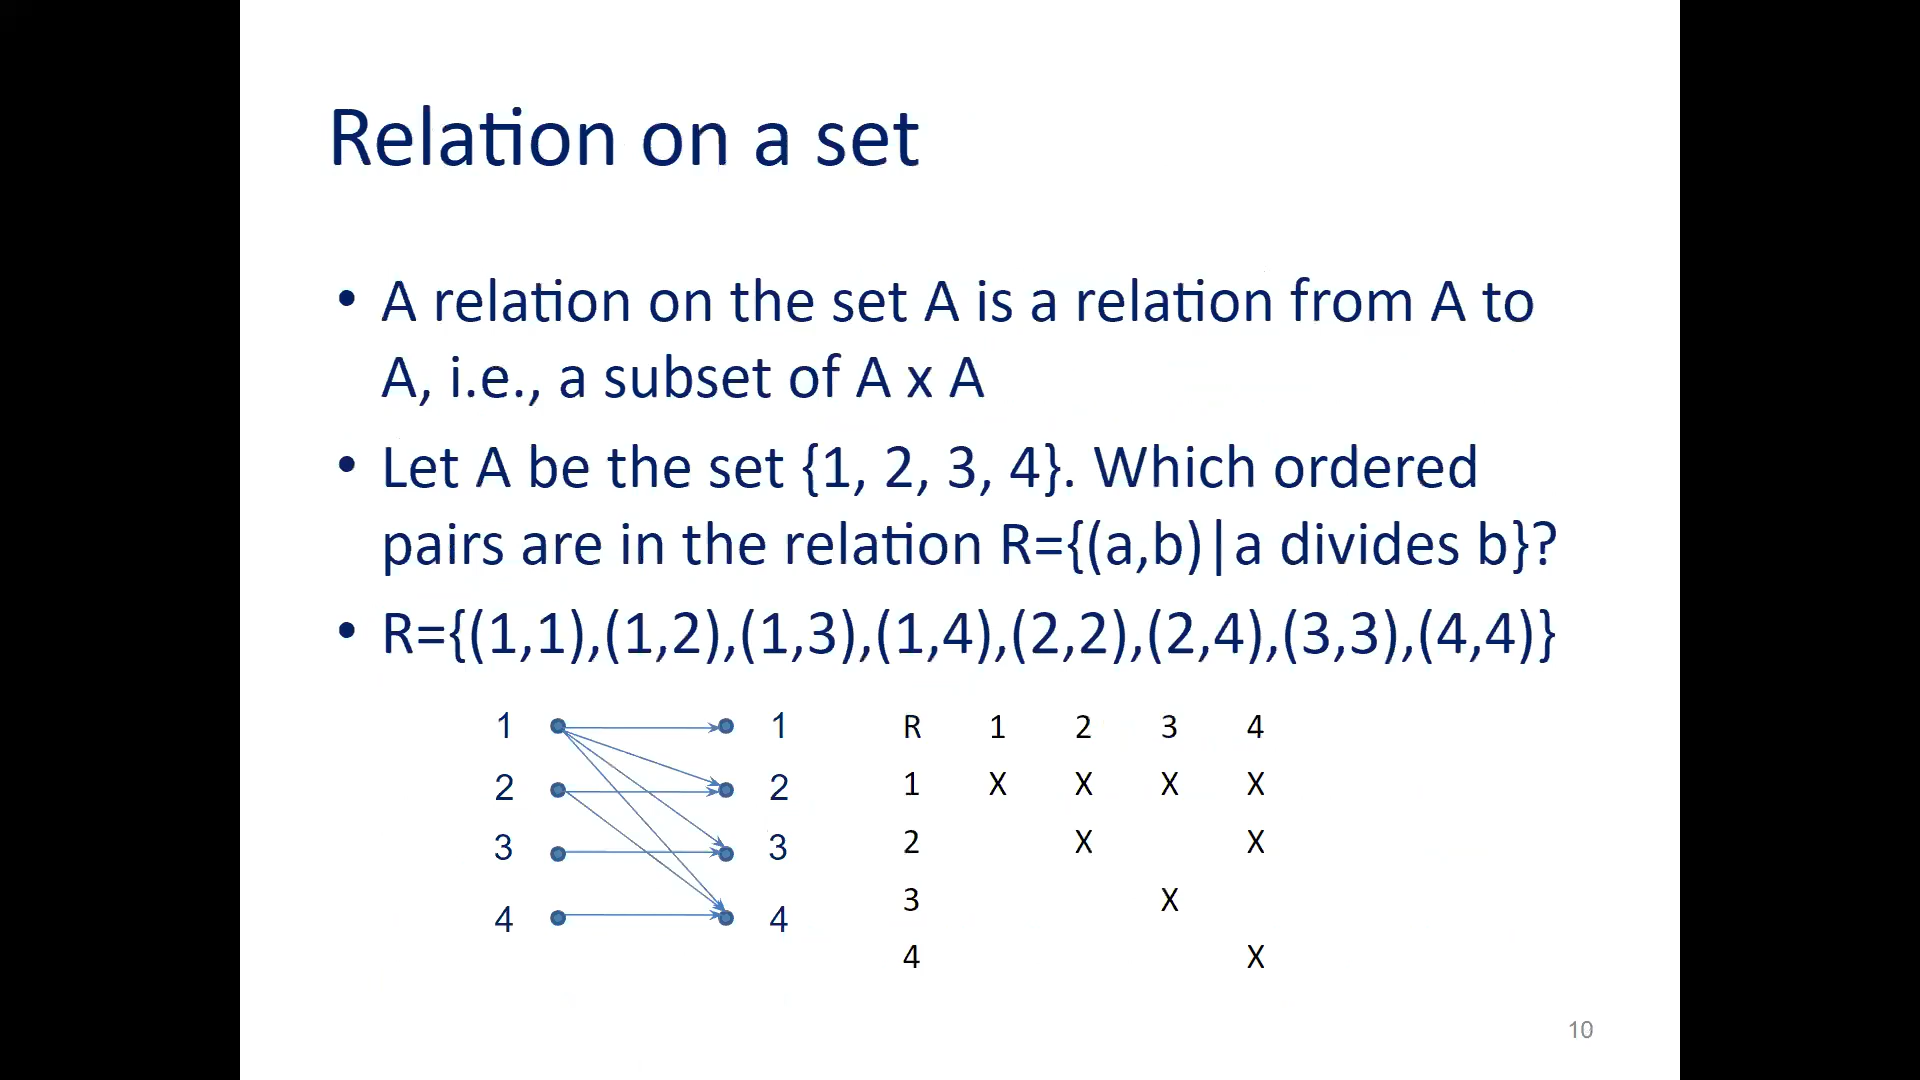 Relation on a set
• A relation on the set A is a relation from A to
A, i.e., a subset of A x A
• Let A be the set {1, 2, 3, 4}. Which ordered
pairs are in the relation R={(a,b)|a divides b}?
• R={(1,1),(1,2),(1,3),(1,4),(2,2),(2,4),(3,3),(4,4)}
1 1
2 2
3 3
4 4
R 1 2 3 4
1 X X X X
2 X X
3 X
4 X
10